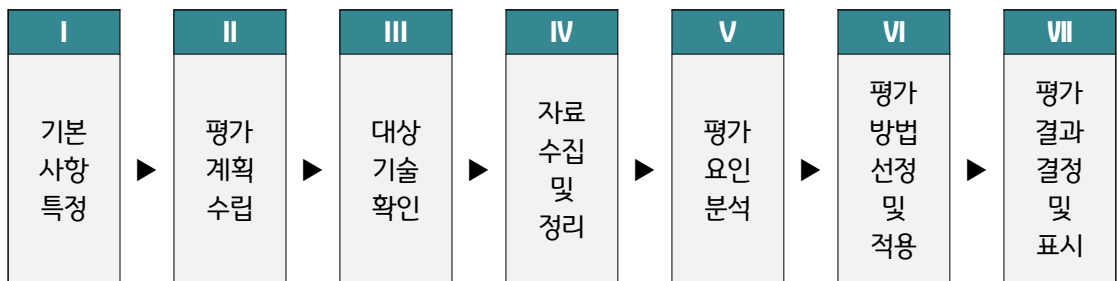 I
기본
사항
특정
II
평가
계획
수립
III
대상
기술
확인
IV
자료
수집
및
정리
V
평가
요인
분석
VI
평가
방법
선정
및
적용
VII
평가
결과
결정
및
표시